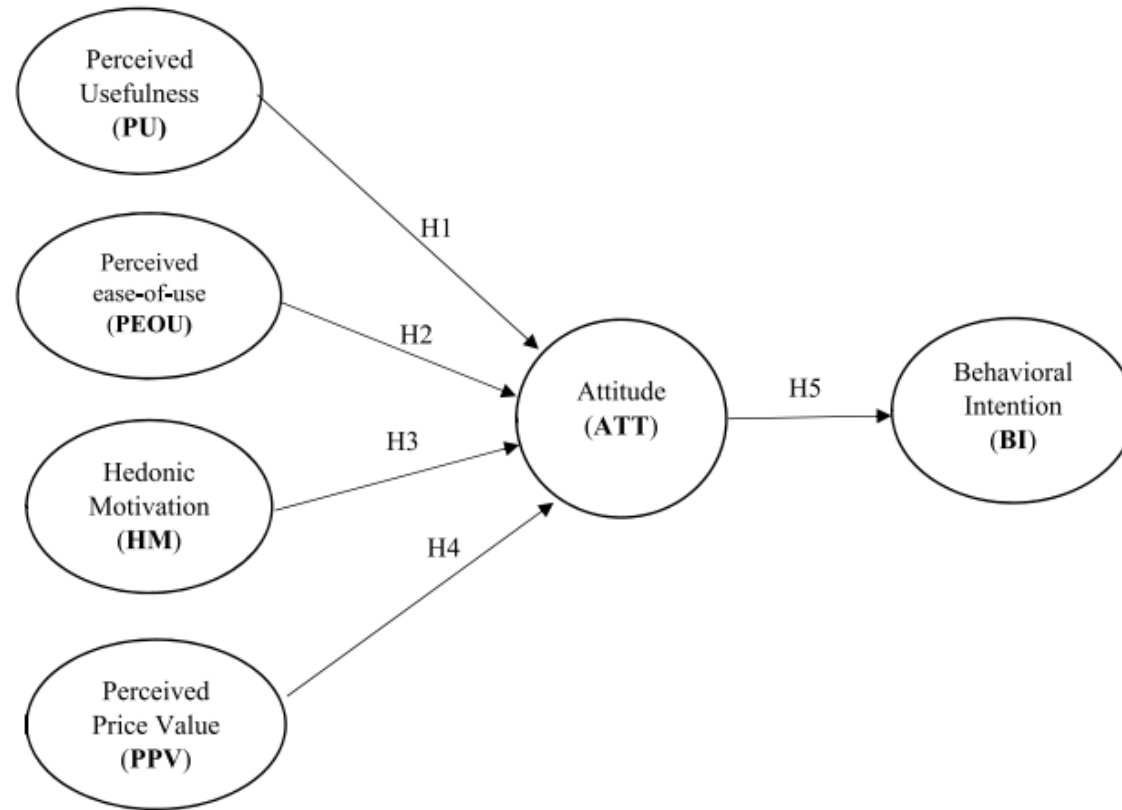 Perceived
Usefulness
(PU)
H1
Perceived
ease-of-use
(PEOU)
H2
Hedonic
Motivation
(HM)
H3
Perceived
Price Value
(PPV)
H4
Attitude
(ATT)
H5
Behavioral
Intention
(BI)